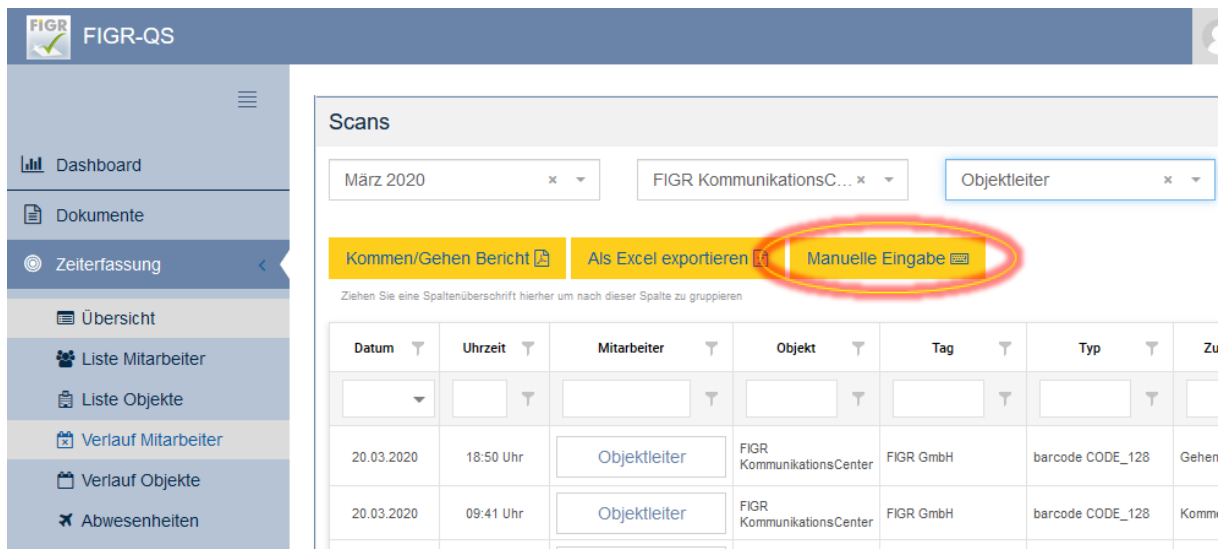 FIGR
FIGR-QS
Dashboard
Dokumente
Zeiterfassung
Übersicht
Liste Mitarbeiter
Liste Objekte
Verlauf Mitarbeiter
Verlauf Objekte
Abwesenheiten
Scans
März 2020
FIGR KommunikationsC...
Objektleiter
Kommen/Gehen Bericht
Als Excel exportieren
Manuelle Eingabe
Ziehen Sie eine Spaltenüberschrift hierher um nach dieser Spalte zu gruppieren
Datum Uhrzeit Mitarbeiter Objekt Tag Typ Zu
20.03.2020 18:50 Uhr Objektleiter FIGR KommunikationsCenter FIGR GmbH barcode CODE_128 Gehen
20.03.2020 09:41 Uhr Objektleiter FIGR KommunikationsCenter FIGR GmbH barcode CODE_128 Komme